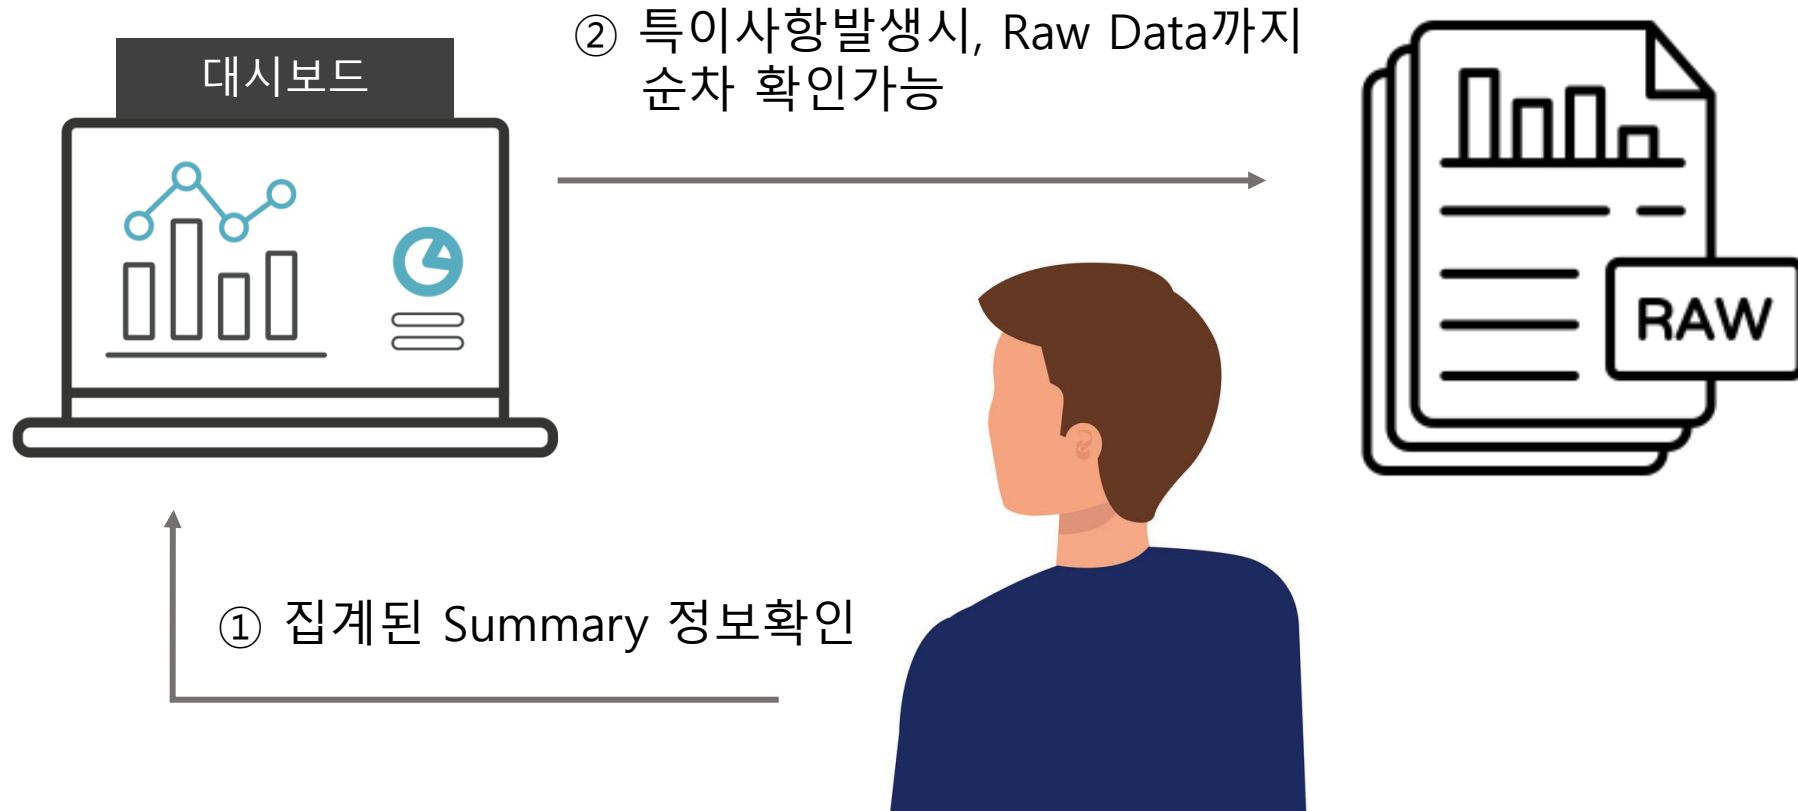 대시보드
② 특이사항발생시, Raw Data까지
순차 확인가능
RAW
① 집계된 Summary 정보확인